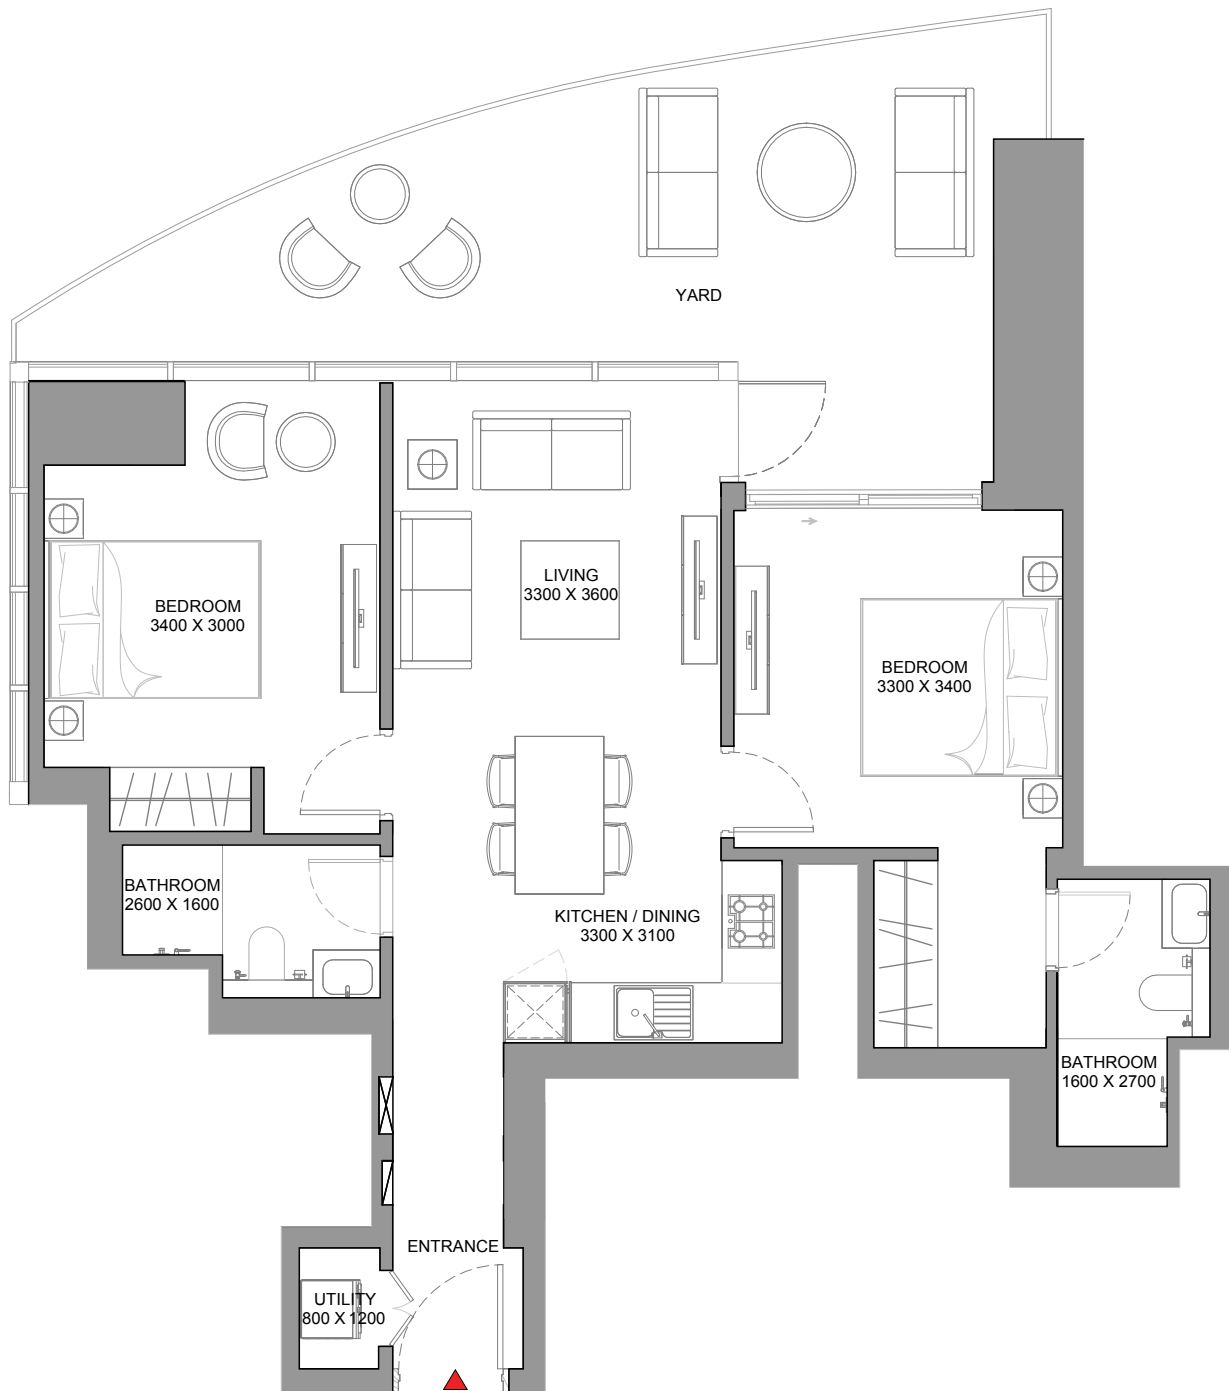 YARD
LIVING
3300 X 3600
BEDROOM
3400 X 3000
BEDROOM
3300 X 3400
BATHROOM
2600 X 1600
KITCHEN / DINING
3300 X 3100
BATHROOM
1600 X 2700
ENTRANCE
UTILITY
800 X 1200